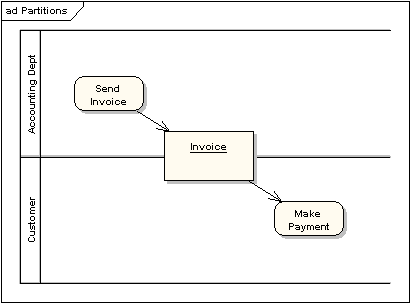 ad Partitions
Accounting Dept
Send
Invoice
Invoice
Customer
Make
Payment